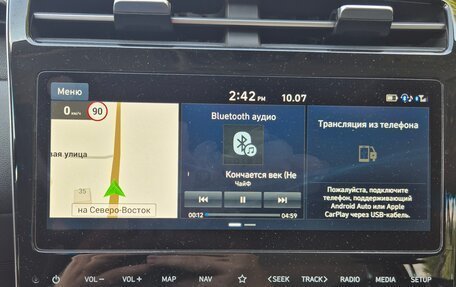 Меню
2:42 PM 10.07
0 км/ч
90
вая улица
35
на Северо-Восток
Bluetooth аудио
Кончается век (Не
ЧайФ
00:12
04:59
Трансляция из телефона
Пожалуйста, подключите
телефон, поддерживающий
Android Auto или Apple
CarPlay через USB-кабель.
VOL− VOL+ MAP NAV <SEEK TRACK> RADIO MEDIA SETUP